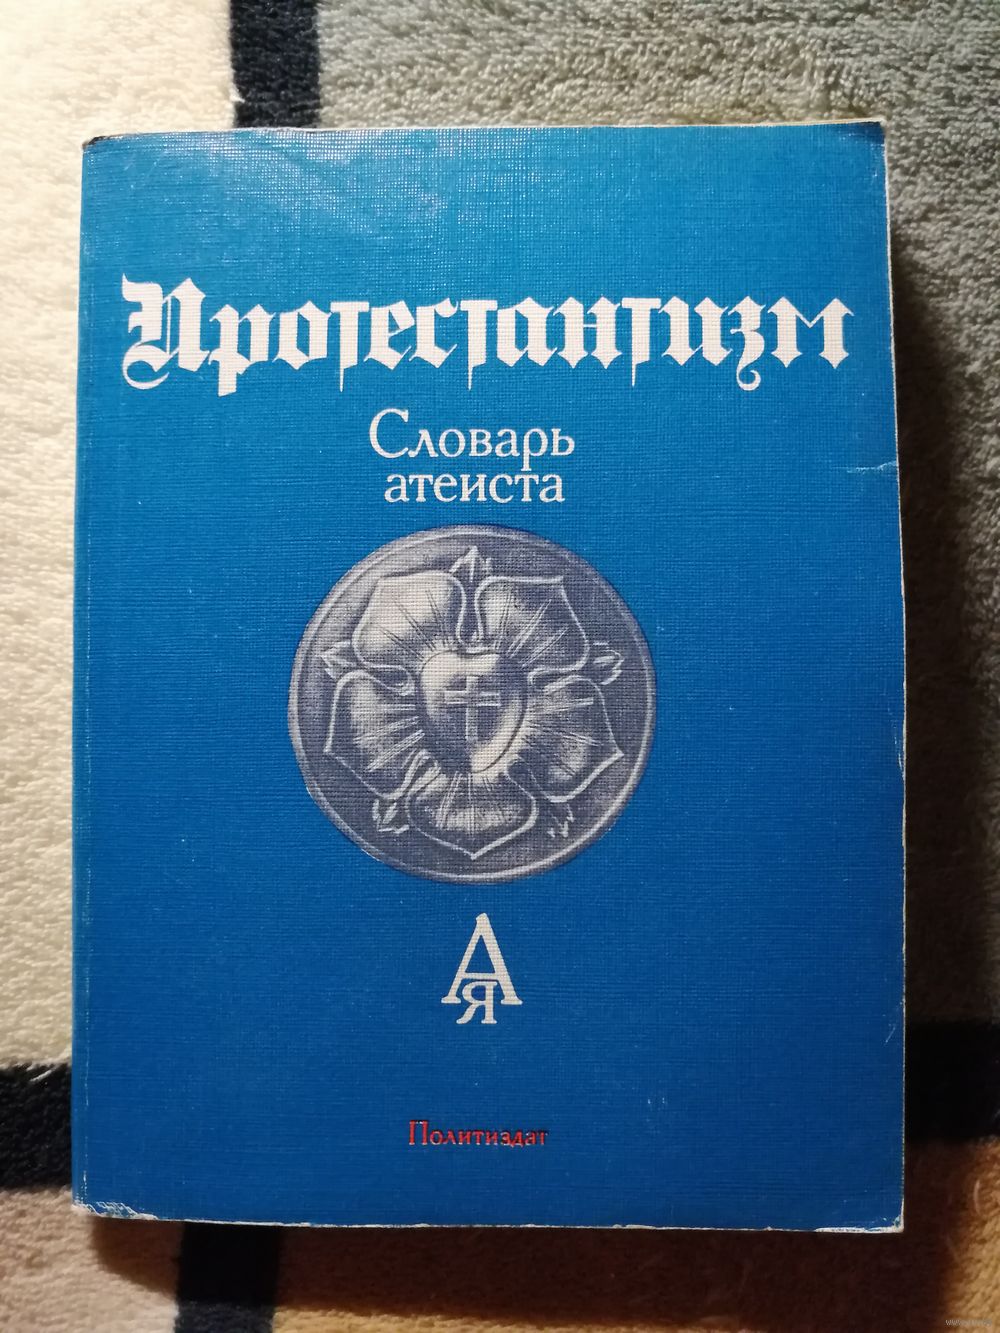 Протестантизм
Словарь
атеиста
А
Я
Политиздат